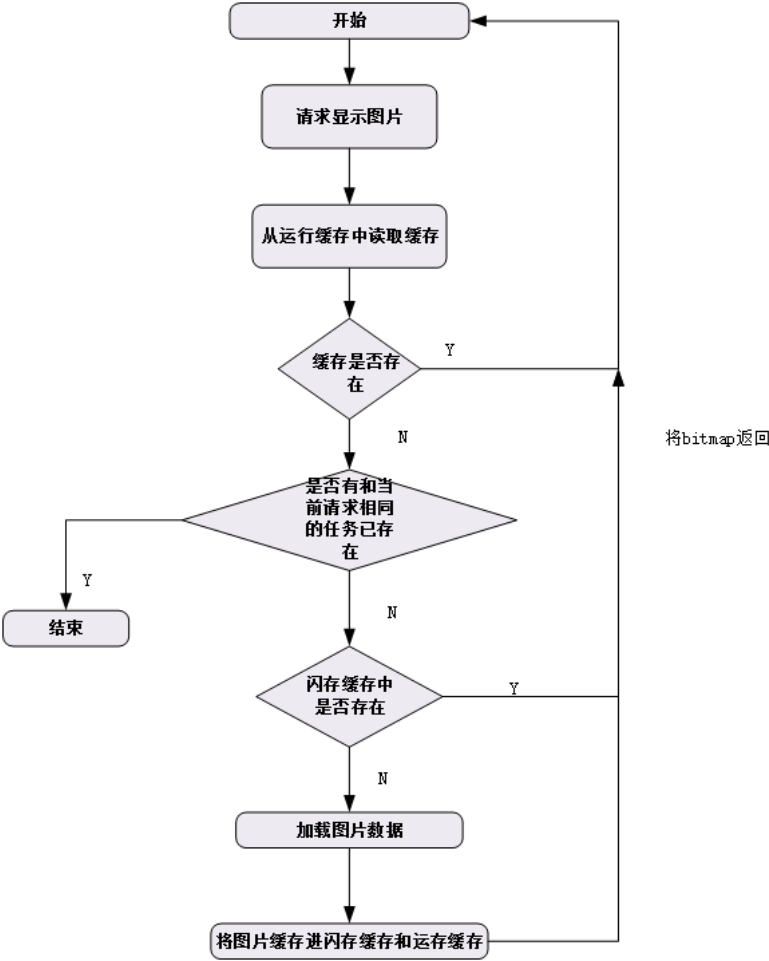 开始
请求显示图片
从运行缓存中读取缓存
缓存是否存
在
Y
N
将bitmap返回
是否有和当
前请求相同
的任务已存
在
Y
结束
N
闪存缓存中
是否存在
Y
N
加载图片数据
将图片缓存进闪存缓存和运存缓存